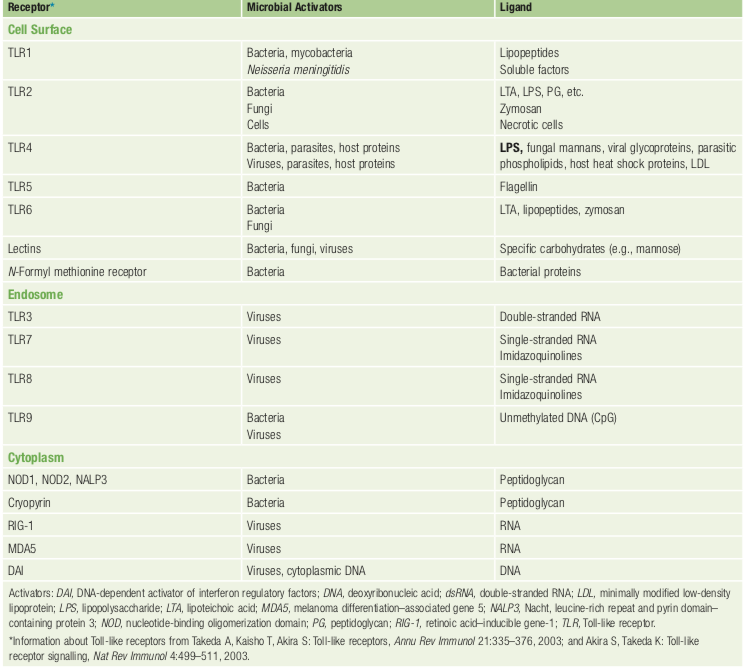 Receptor* Microbial Activators Ligand
Cell Surface
TLR1 Bacteria, mycobacteria Lipopeptides
Neisseria meningitidis Soluble factors
TLR2 Bacteria LTA, LPS, PG, etc.
Fungi Zymosan
Cells Necrotic cells
TLR4 Bacteria, parasites, host proteins LPS, fungal mannans, viral glycoproteins, parasitic
Viruses, parasites, host proteins phospholipids, host heat shock proteins, LDL
TLR5 Bacteria Flagellin
TLR6 Bacteria LTA, lipopeptides, zymosan
Fungi
Lectins Bacteria, fungi, viruses Specific carbohydrates (e.g., mannose)
N-Formyl methionine receptor Bacteria Bacterial proteins
Endosome
TLR3 Viruses Double-stranded RNA
TLR7 Viruses Single-stranded RNA
Imidazoquinolines
TLR8 Viruses Single-stranded RNA
Imidazoquinolines
TLR9 Bacteria Unmethylated DNA (CpG)
Viruses
Cytoplasm
NOD1, NOD2, NALP3 Bacteria Peptidoglycan
Cryopyrin Bacteria Peptidoglycan
RIG-1 Viruses RNA
MDA5 Viruses RNA
DAI Viruses, cytoplasmic DNA DNA
Activators: DAI, DNA-dependent activator of interferon regulatory factors; DNA, deoxyribonucleic acid; dsRNA, double-stranded RNA; LDL, minimally modified low-density
lipoprotein; LPS, lipopolysaccharide; LTA, lipoteichoic acid; MDA5, melanoma differentiation–associated gene 5; NALP3, Nacht, leucine-rich repeat and pyrin domain–
containing protein 3; NOD, nucleotide-binding oligomerization domain; PG, peptidoglycan; RIG-1, retinoic acid–inducible gene-1; TLR, Toll-like receptor.
*Information about Toll-like receptors from Takeda A, Kaisho T, Akira S: Toll-like receptors, Annu Rev Immunol 21:335–376, 2003; and Akira S, Takeda K: Toll-like
receptor signalling, Nat Rev Immunol 4:499–511, 2003.